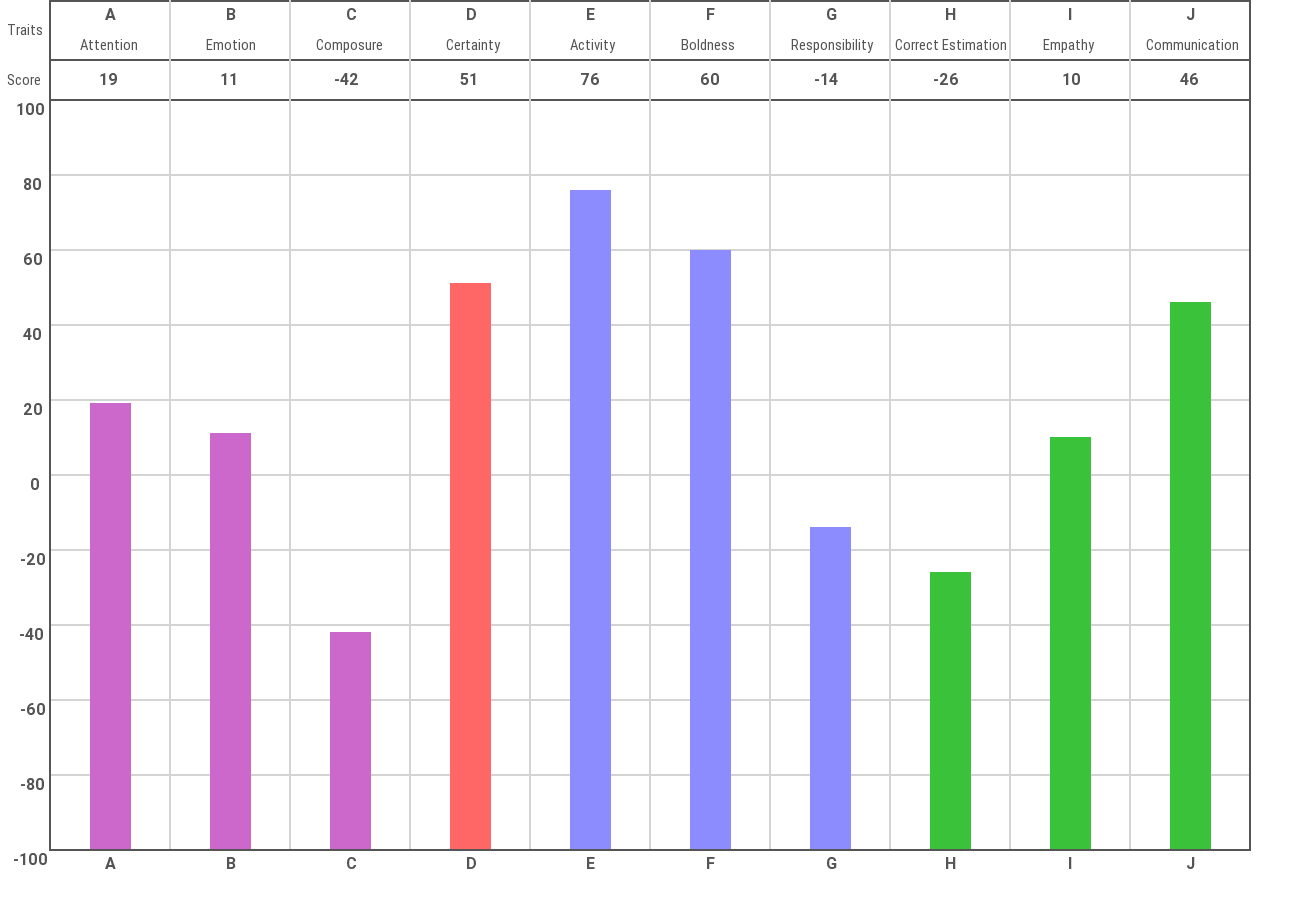 A B C D E F G H I J
Traits
Attention Emotion Composure Certainty Activity Boldness Responsibility Correct Estimation Empathy Communication
Score 19 11 -42 51 76 60 -14 -26 10 46
100
80
60
40
20
0
-20
-40
-60
-80
-100
A B C D E F G H I J